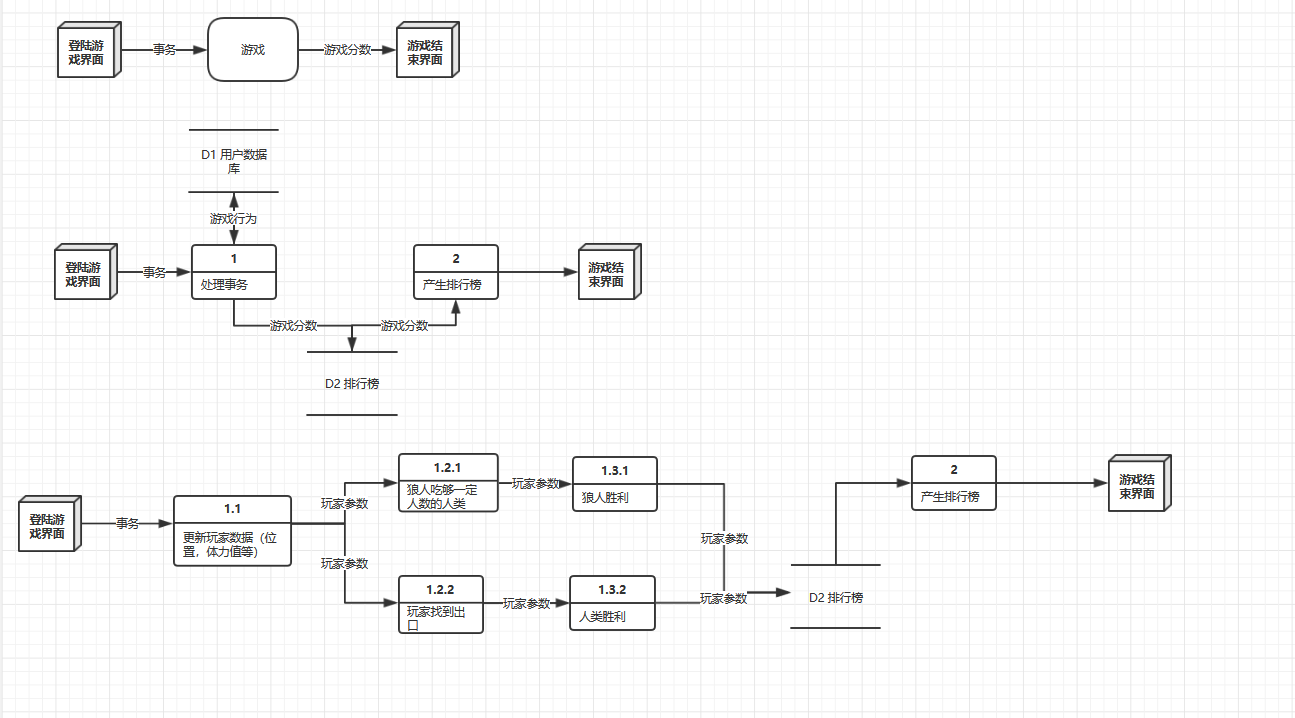 登陆游
戏界面
事务
游戏
游戏分数
游戏结
束界面
D1 用户数据
库
游戏行为
登陆游
戏界面
事务
1
处理事务
2
产生排行榜
游戏结
束界面
游戏分数
游戏分数
D2 排行榜
登陆游
戏界面
事务
1.1
更新玩家数据（位
置，体力值等）
玩家参数
玩家参数
1.2.1
狼人吃够一定
人数的人类
玩家参数
1.3.1
狼人胜利
1.2.2
玩家找到出
口
玩家参数
1.3.2
人类胜利
玩家参数
玩家参数
D2 排行榜
2
产生排行榜
游戏结
束界面